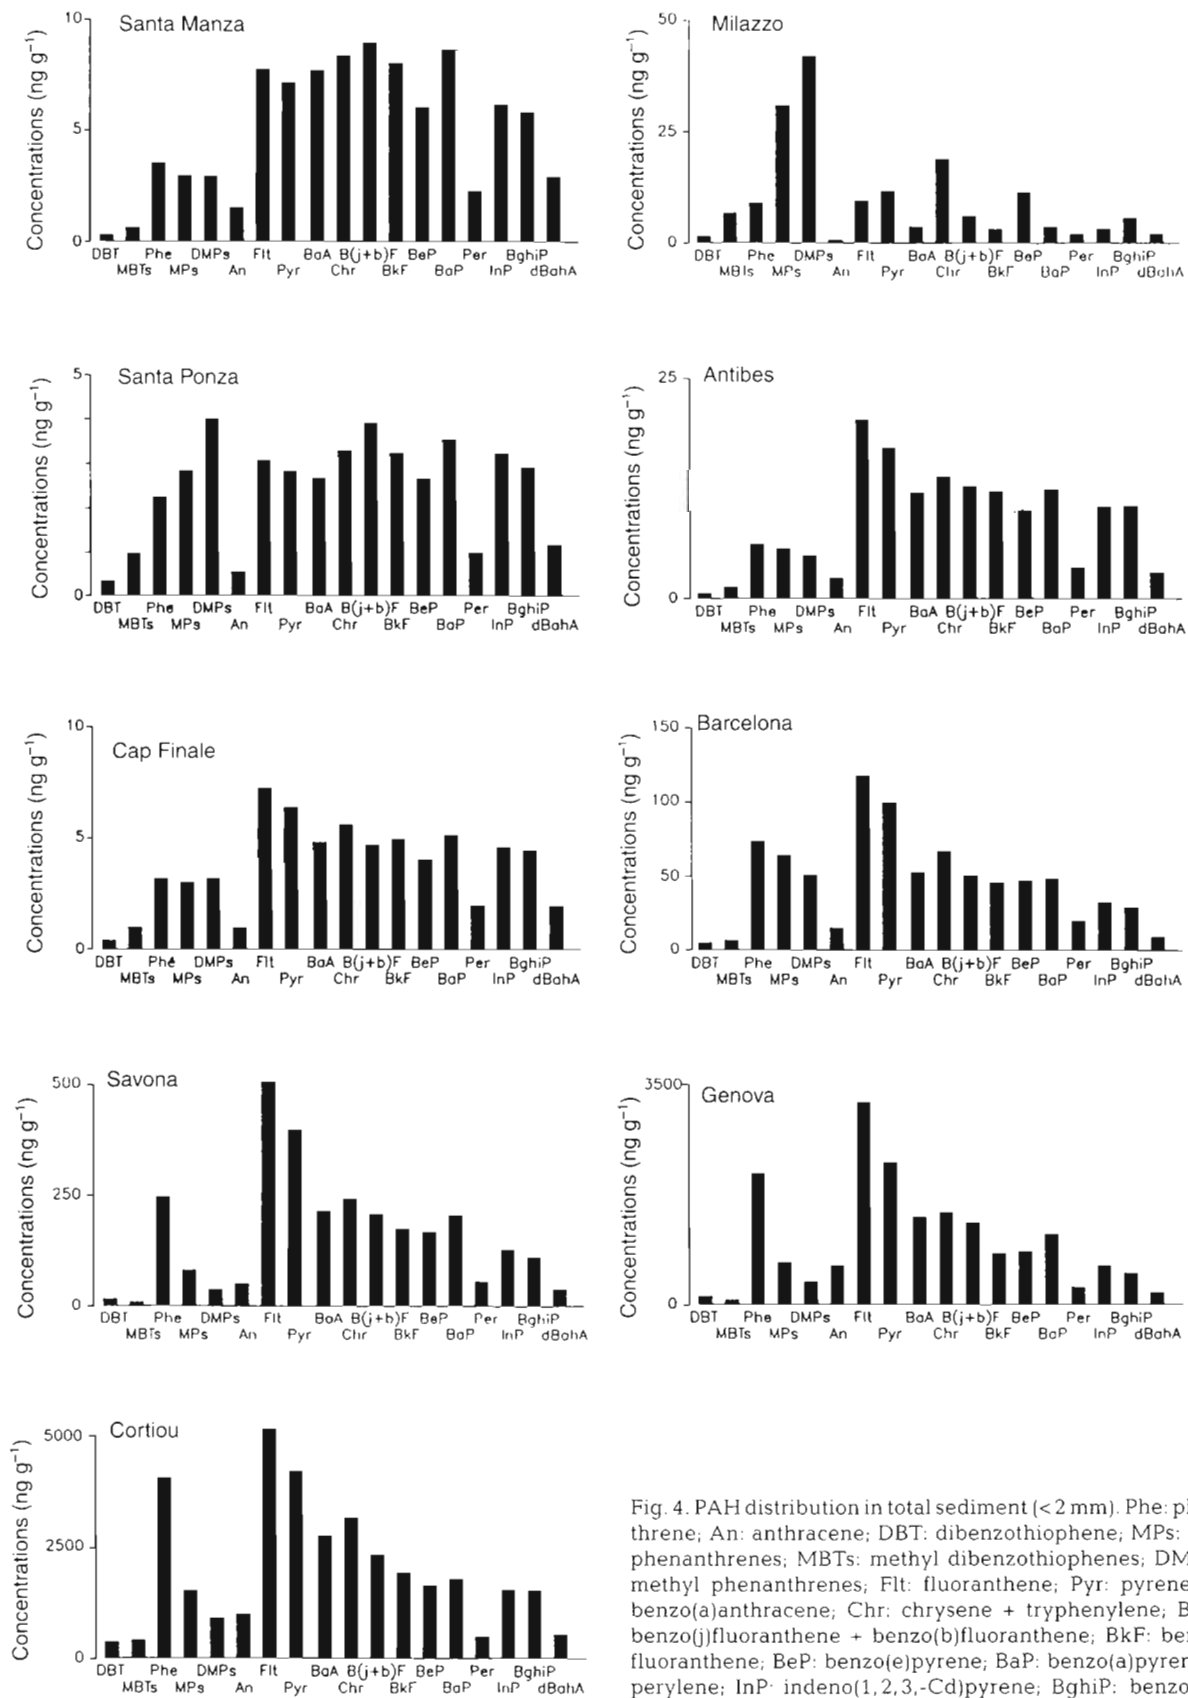 Santa Manza
Concentrations (ng g⁻¹)
10
5
0
DBT Phe DMPs Flt BaA B(j+b)F BeP Per BghiP
MBTs MPs An Pyr Chr BkF BaP InP dBahA
Milazzo
Concentrations (ng g⁻¹)
50
25
0
DBT Phe DMPs Flt BaA B(j+b)F BeP Per BghiP
MBTs MPs An Pyr Chr BkF BaP InP dBahA
Santa Ponza
Concentrations (ng g⁻¹)
5
0
DBT Phe DMPs Flt BaA B(j+b)F BeP Per BghiP
MBTs MPs An Pyr Chr BkF BaP InP dBahA
Antibes
Concentrations (ng g⁻¹)
25
0
DBT Phe DMPs Flt BaA B(j+b)F BeP Per BghiP
MBTs MPs An Pyr Chr BkF BaP InP dBahA
Cap Finale
Concentrations (ng g⁻¹)
10
5
0
DBT Phe DMPs Flt BaA B(j+b)F BeP Per BghiP
MBTs MPs An Pyr Chr BkF BaP InP dBahA
Barcelona
Concentrations (ng g⁻¹)
150
100
50
0
DBT Phe DMPs Flt BaA B(j+b)F BeP Per BghiP
MBTs MPs An Pyr Chr BkF BaP InP dBahA
Savona
Concentrations (ng g⁻¹)
500
250
0
DBT Phe DMPs Flt BaA B(j+b)F BeP Per BghiP
MBTs MPs An Pyr Chr BkF BaP InP dBahA
Genova
Concentrations (ng g⁻¹)
3500
0
DBT Phe DMPs Flt BaA B(j+b)F BeP Per BghiP
MBTs MPs An Pyr Chr BkF BaP InP dBahA
Cortiou
Concentrations (ng g⁻¹)
5000
2500
0
DBT Phe DMPs Flt BaA B(j+b)F BeP Per BghiP
MBTs MPs An Pyr Chr BkF BaP InP dBahA
Fig. 4. PAH distribution in total sediment (<2 mm). Phe:
threne; An: anthracene; DBT: dibenzothiophene; MPs:
phenanthrenes; MBTs: methyl dibenzothiophenes;
methyl phenanthrenes; Flt: fluoranthene; Pyr: pyrene
benzo(a)anthracene; Chr: chrysene + tryphenylene;
benzo(j)fluoranthene + benzo(b)fluoranthene; BkF:
fluoranthene; BeP: benzo(e)pyrene; BaP:
perylene; InP: indeno(1,2,3,-Cd)pyrene; BghiP: